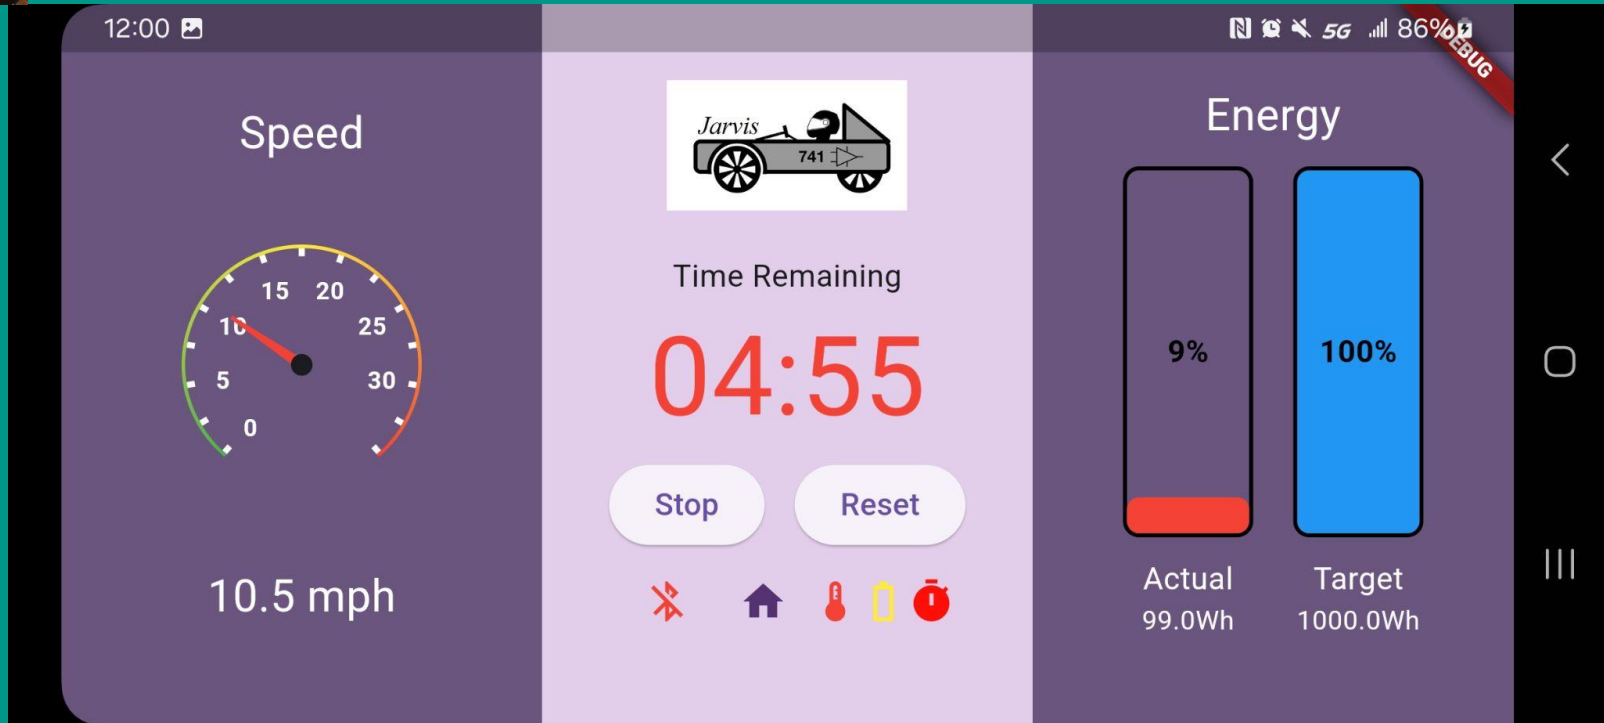 12:00
5G
86%
DEBUG
Speed
15 20
10
25
5
30
0
10.5 mph
Jarvis
741
Time Remaining
04:55
Stop
Reset
Energy
9%
100%
Actual
Target
99.0Wh
1000.0Wh